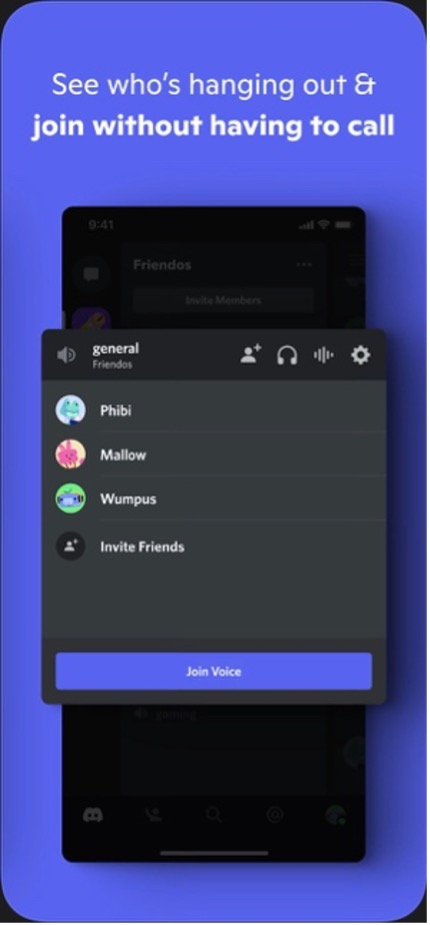 See who's hanging out &
join without having to call
9:41
Friendos
Invite Members
general
Friendos
Phibi
Mallow
Wumpus
Invite Friends
Join Voice
gaming